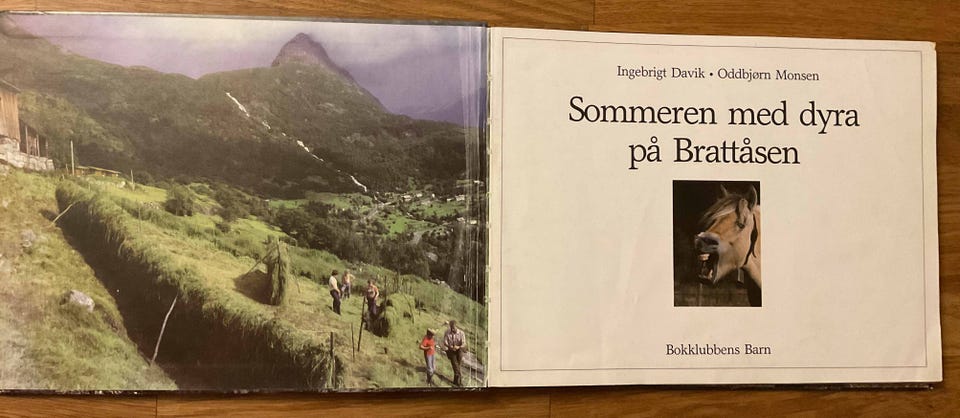 Ingebrigt Davik • Oddbjørn Monsen
Sommeren med dyra
på Brattåsen
Bokklubbens Barn